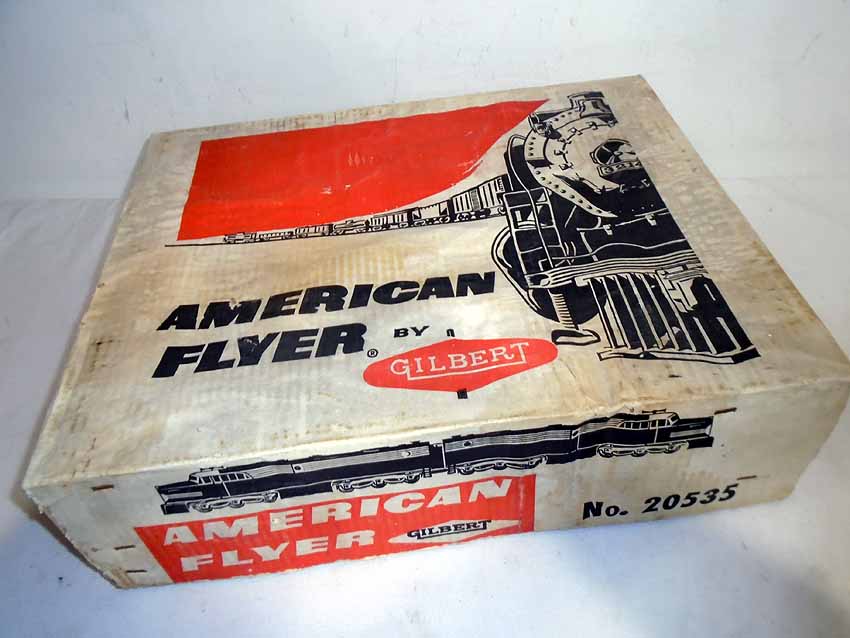 AMERICAN
FLYER® BY GILBERT
AMERICAN
FLYER GILBERT
No. 20535